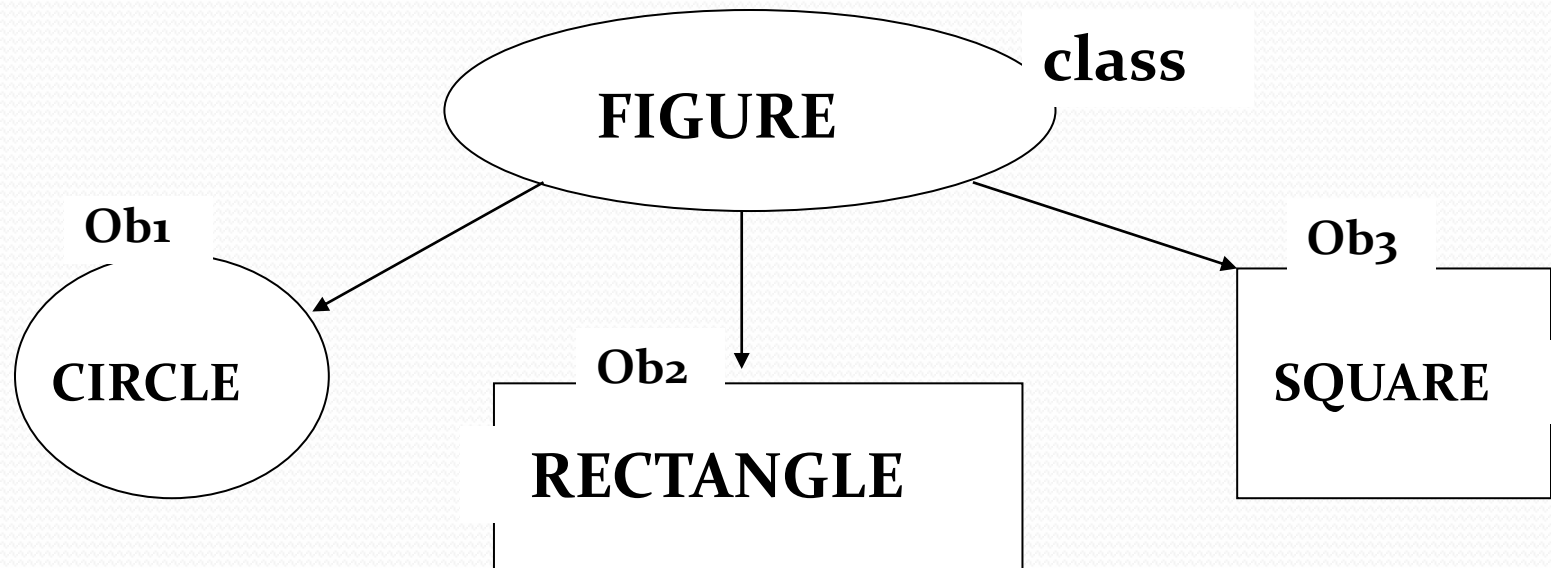 class
FIGURE
Ob1
Ob3
Ob2
CIRCLE
SQUARE
RECTANGLE